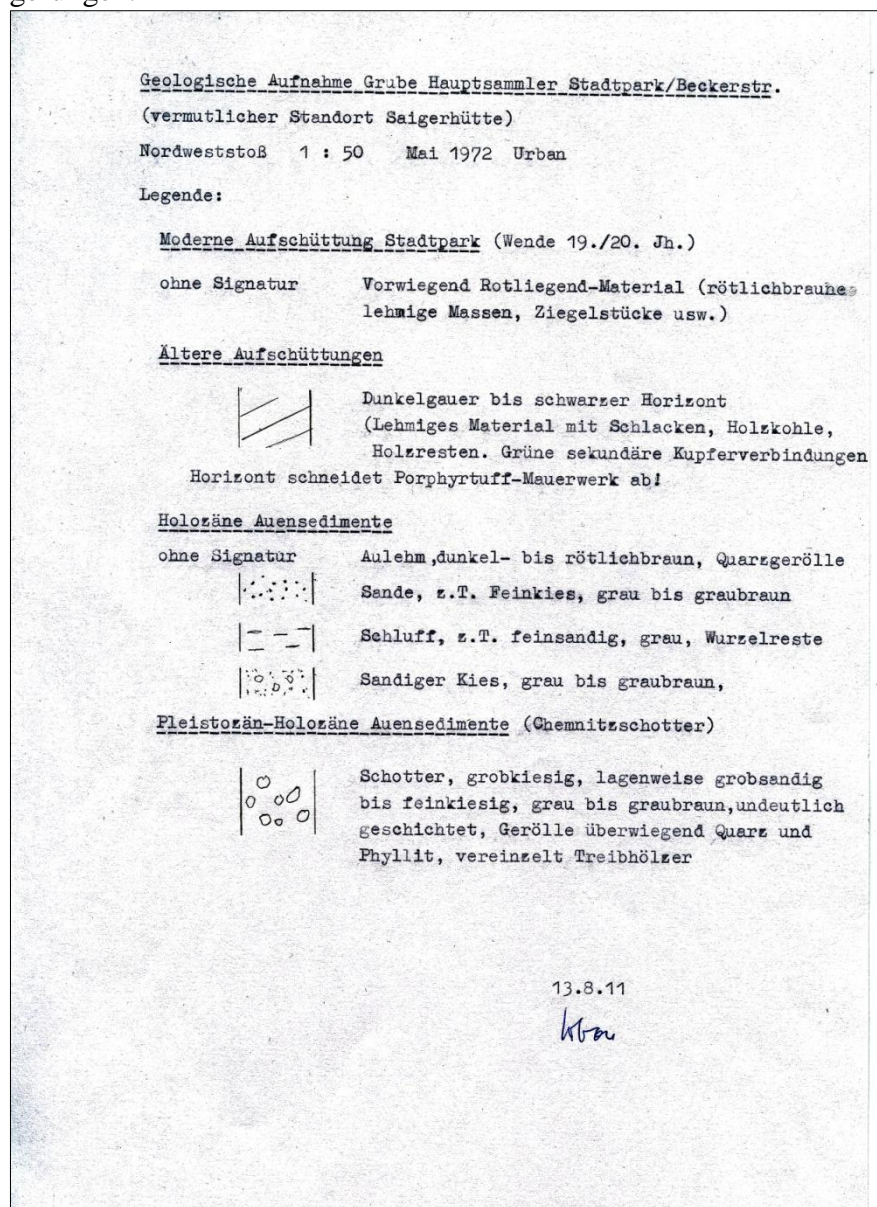 Geologische Aufnahme Grube Hauptsammler Stadtpark/Beckerstr.
(vermutlicher Standort Saigerhütte)
Nordweststoß 1 : 50 Mai 1972 Urban
Legende:
Moderne Aufschüttung Stadtpark (Wende 19./20. Jh.)
ohne Signatur Vorwiegend Rotliegend-Material (rötlichbraune
lehmige Massen, Ziegelstücke usw.)
Ältere Aufschüttungen
Dunkelgauer bis schwarzer Horizont
(Lehmiges Material mit Schlacken, Holzkohle,
Holzresten. Grüne sekundäre Kupferverbindungen
Horizont schneidet Porphyrtuff-Mauerwerk ab!
Holozäne Auensedimente
ohne Signatur Aulehm,dunkel- bis rötlichbraun, Quarzgerölle
Sande, z.T. Feinkies, grau bis graubraun
Schluff, z.T. feinsandig, grau, Wurzelreste
Sandiger Kies, grau bis graubraun,
Pleistozän-Holozäne Auensedimente (Chemnitzschotter)
Schotter, grobkiesig, lagenweise grobsandig
bis feinkiesig, grau bis graubraun,undeutlich
geschichtet, Gerölle überwiegend Quarz und
Phyllit, vereinzelt Treibhölzer
13.8.11